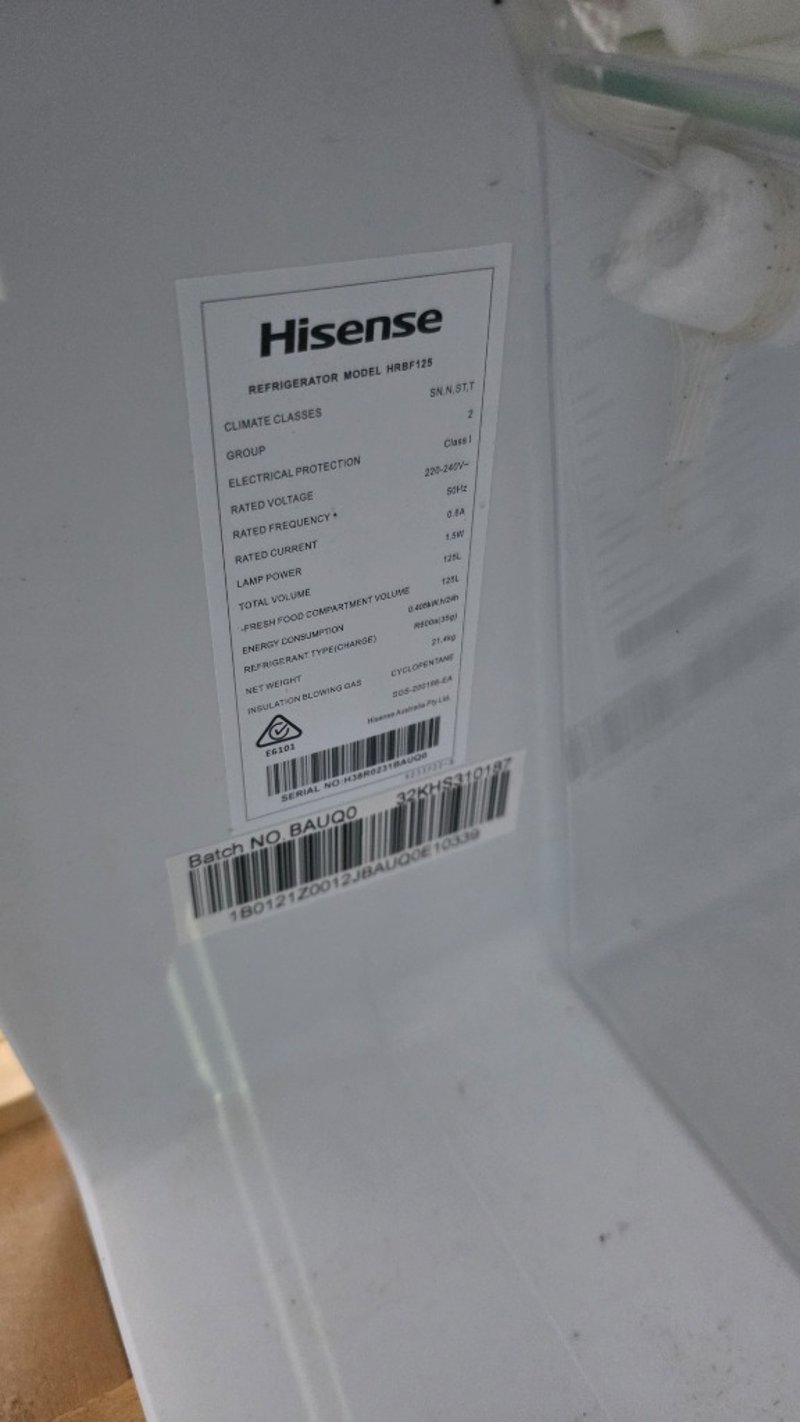 Hisense
REFRIGERATOR MODEL HRBF125
CLIMATE CLASSES SN,N,ST,T
GROUP 2
ELECTRICAL PROTECTION Class I
RATED VOLTAGE 220-240V~
RATED FREQUENCY 50Hz
RATED CURRENT 0.8A
LAMP POWER 1.5W
TOTAL VOLUME 125L
-FRESH FOOD COMPARTMENT VOLUME 125L
ENERGY CONSUMPTION
REFRIGERANT TYPE(CHARGE) R600a(35g)
NET WEIGHT 21.4kg
INSULATION BLOWING GAS CYCLOPENTANE
Hisense Australia Pty.Ltd.
E6101
SERIAL NO:H38R0231BAUQ0
Batch NO.BAUQ0 32KHS310187
1B0121Z0012JBAUQ0E10339